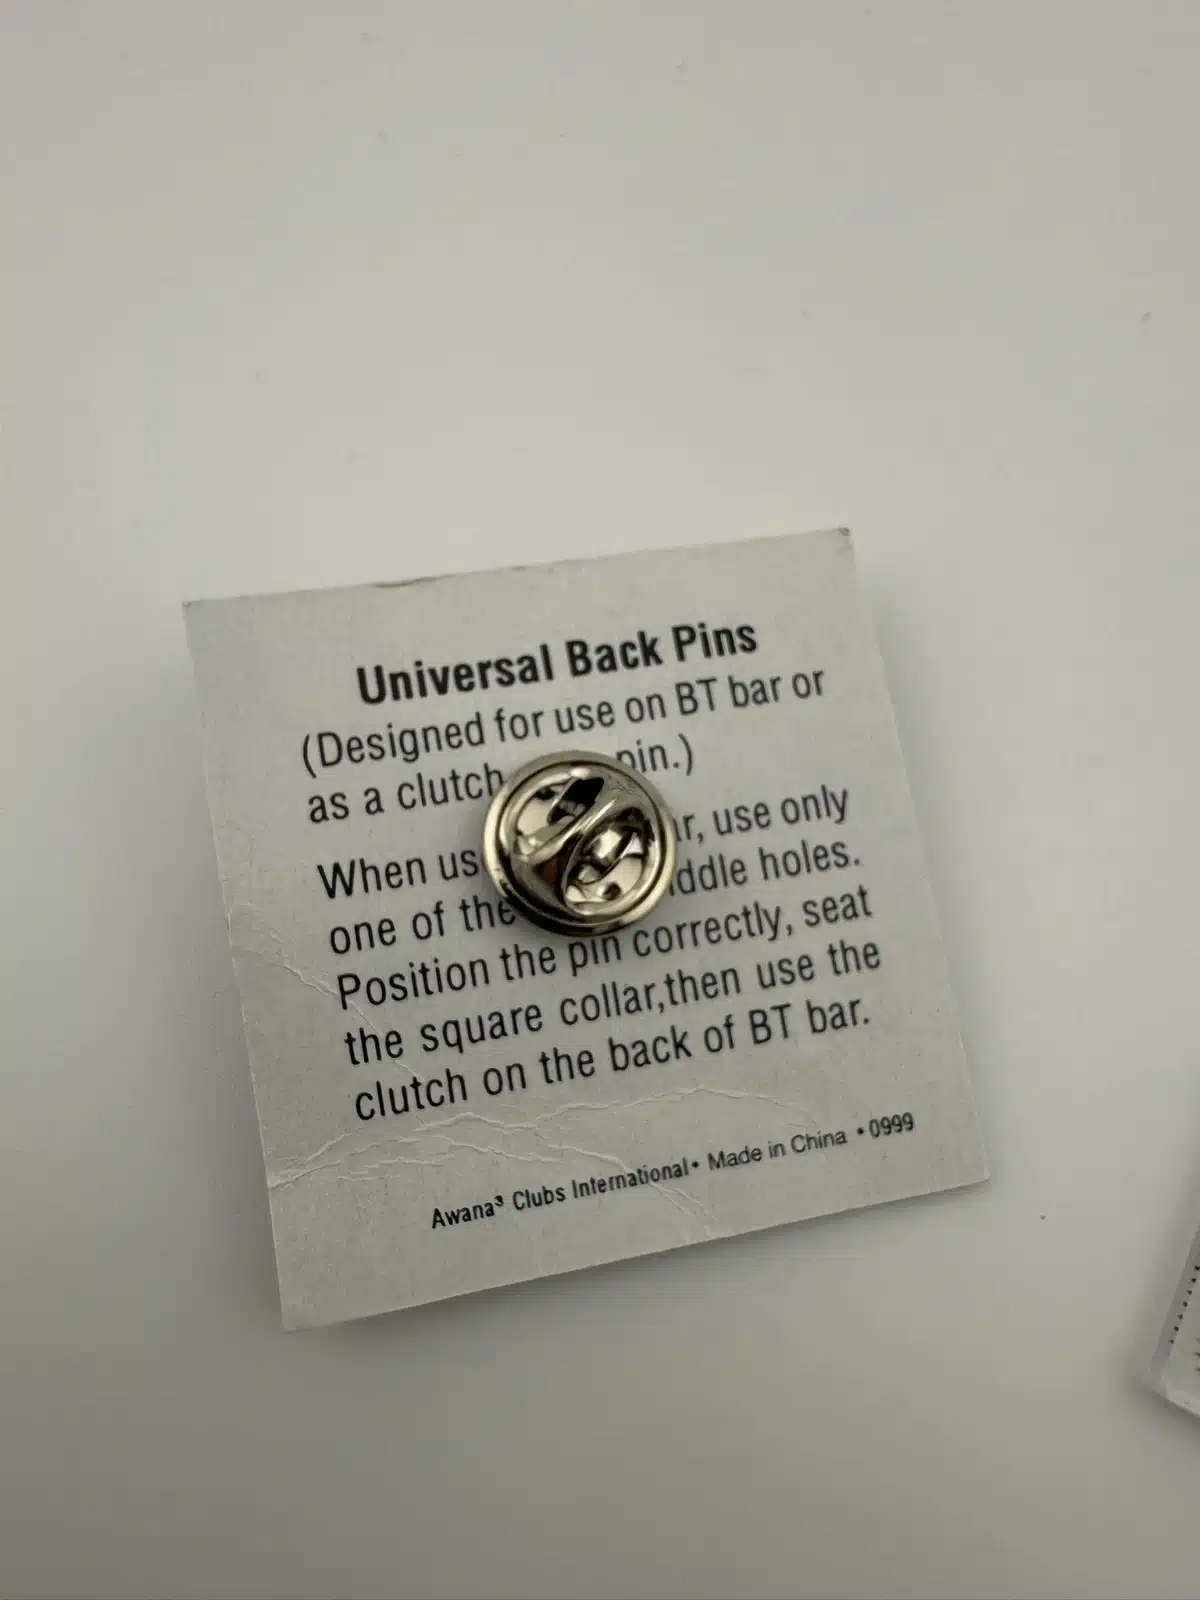 Universal Back Pins
(Designed for use on BT bar or
as a clutch pin.)
When us r, use only
one of the ddle holes.
Position the pin correctly, seat
the square collar,then use the
clutch on the back of BT bar.
Awana³ Clubs International • Made in China • 0999